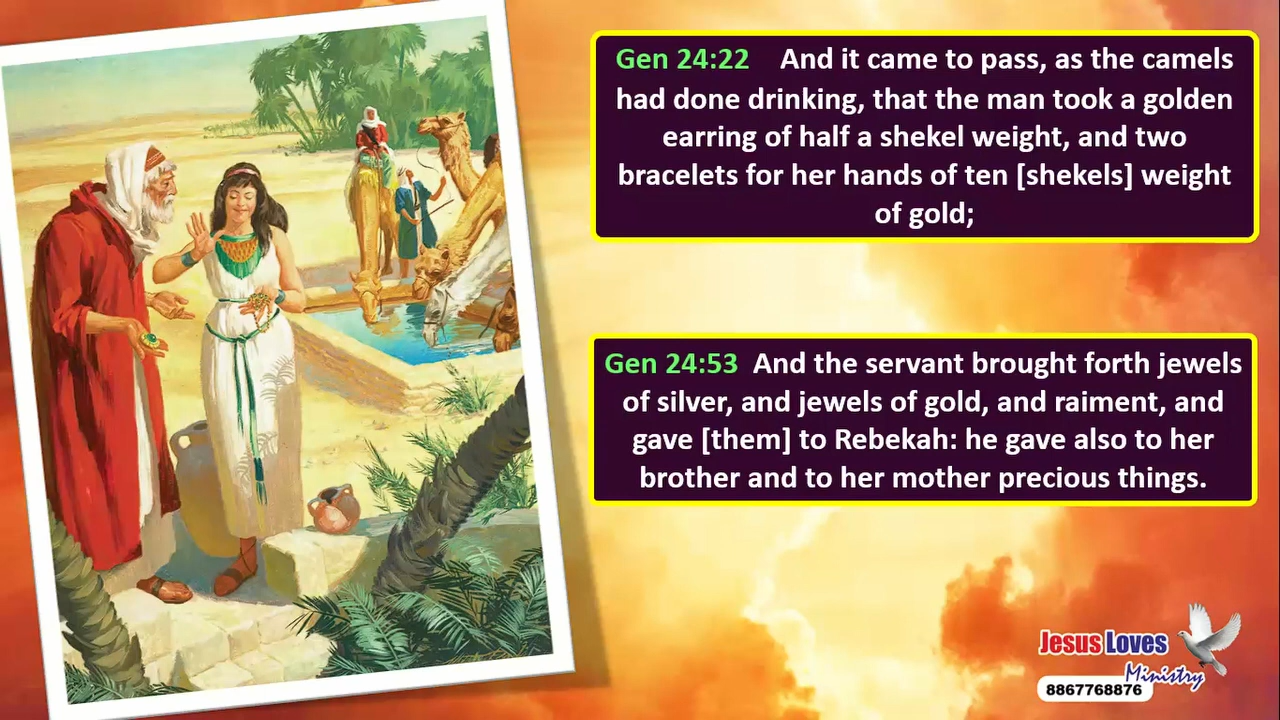 Gen 24:22 And it came to pass, as the camels
had done drinking, that the man took a golden
earring of half a shekel weight, and two
bracelets for her hands of ten [shekels] weight
of gold;
Gen 24:53 And the servant brought forth jewels
of silver, and jewels of gold, and raiment, and
gave [them] to Rebekah: he gave also to her
brother and to her mother precious things.
Jesus Loves
Ministry
8867768876